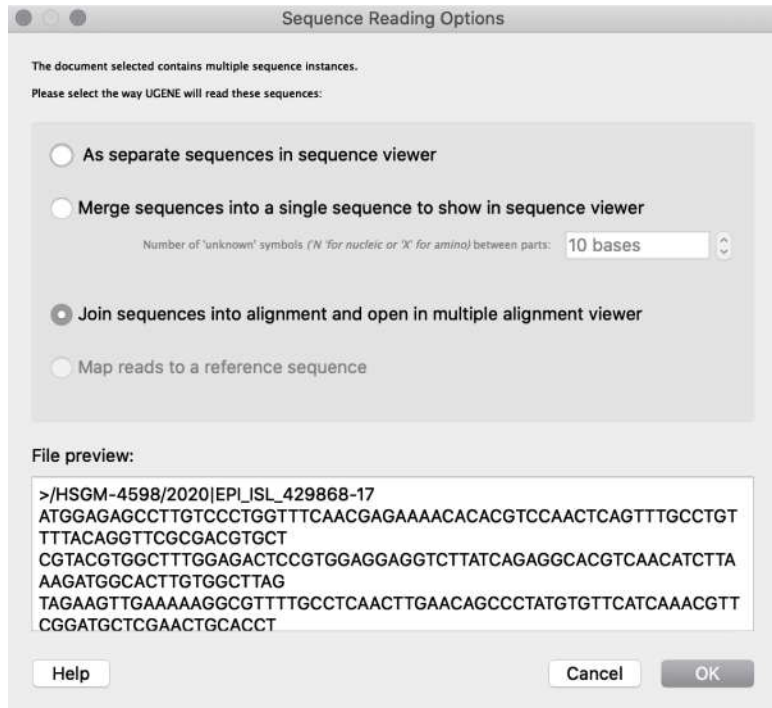 Sequence Reading Options
The document selected contains multiple sequence instances.
Please select the way UGENE will read these sequences:
As separate sequences in sequence viewer
Merge sequences into a single sequence to show in sequence viewer
Number of 'unknown' symbols ('N 'for nucleic or 'X' for amino) between parts: 10 bases
Join sequences into alignment and open in multiple alignment viewer
Map reads to a reference sequence
File preview:
>/HSGM-4598/2020|EPI_ISL_429868-17
ATGGAGAGCCTTGTCCCTGGTTTCAACGAGAAAACACACGTCCAACTCAGTTTGCCTGT
TTTACAGGTTCGCGACGTGCT
CGTACGTGGCTTTGGAGACTCCGTGGAGGAGGTCTTATCAGAGGCACGTCAACATCTTA
AAGATGGCACTTGTGGCTTAG
TAGAAGTTGAAAAAGGCGTTTTGCCTCAACTTGAACAGCCCTATGTGTTCATCAAACGTT
CGGATGCTCGAACTGCACCT
Help
Cancel
OK